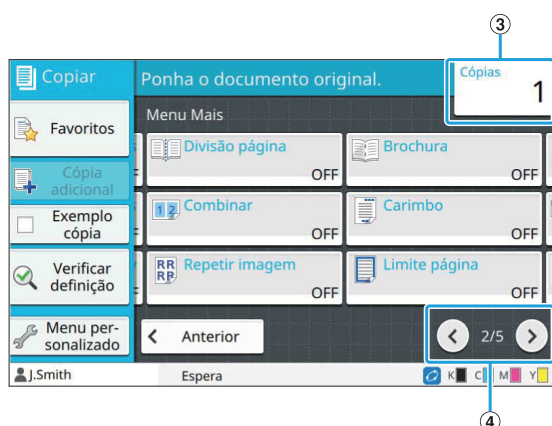 ③
Copiar
Ponha o documento original.
Cópias
1
Favoritos
Cópia
adicional
Exemplo
cópia
Verificar
definição
Menu per-
sonalizado
Menu Mais
Divisão página
OFF
Brochura
OFF
Combinar
OFF
Carimbo
OFF
RR
RR
Repetir imagem
OFF
Limite página
OFF
Anterior
2/5
J.Smith
Espera
K C M Y
④